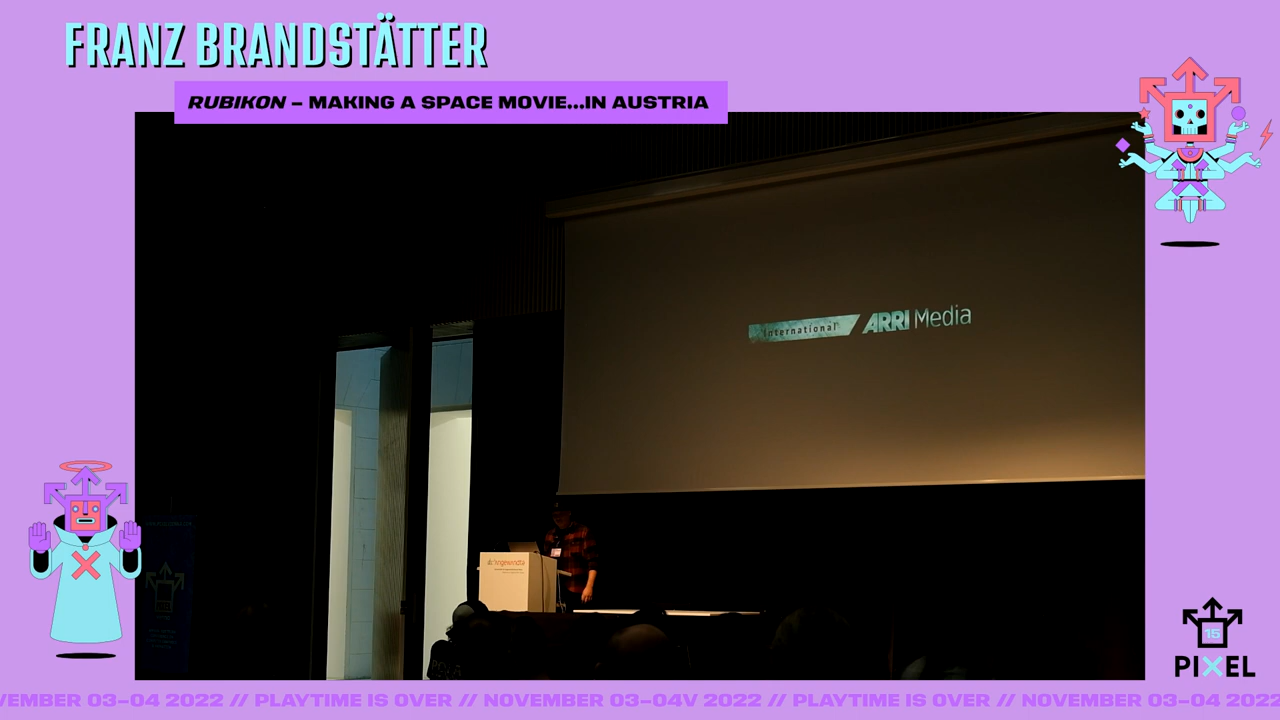 FRANZ BRANDSTÄTTER
RUBIKON – MAKING A SPACE MOVIE...IN AUSTRIA
International ARRI Media
15
PIXEL
VEMBER 03–04 2022 // PLAYTIME IS OVER // NOVEMBER 03–04V 2022 // PLAYTIME IS OVER // NOVEMBER 03–04 2022